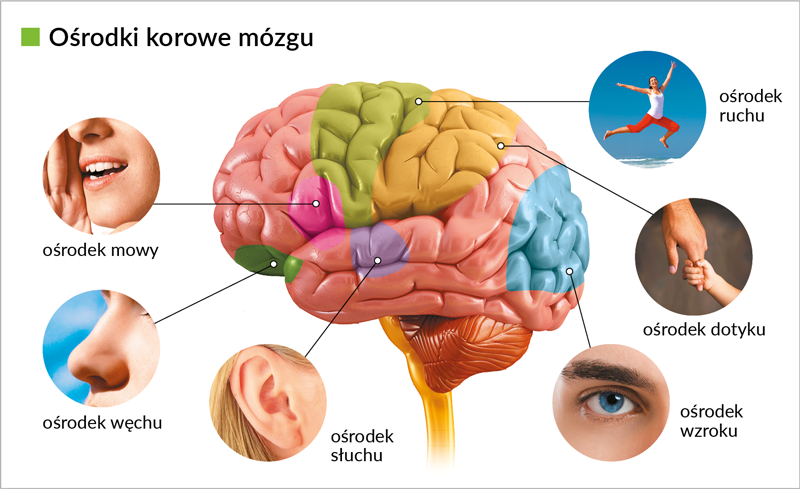 Ośrodki korowe mózgu
ośrodek
ruchu
ośrodek mowy
ośrodek dotyku
ośrodek węchu
ośrodek
słuchu
ośrodek
wzroku